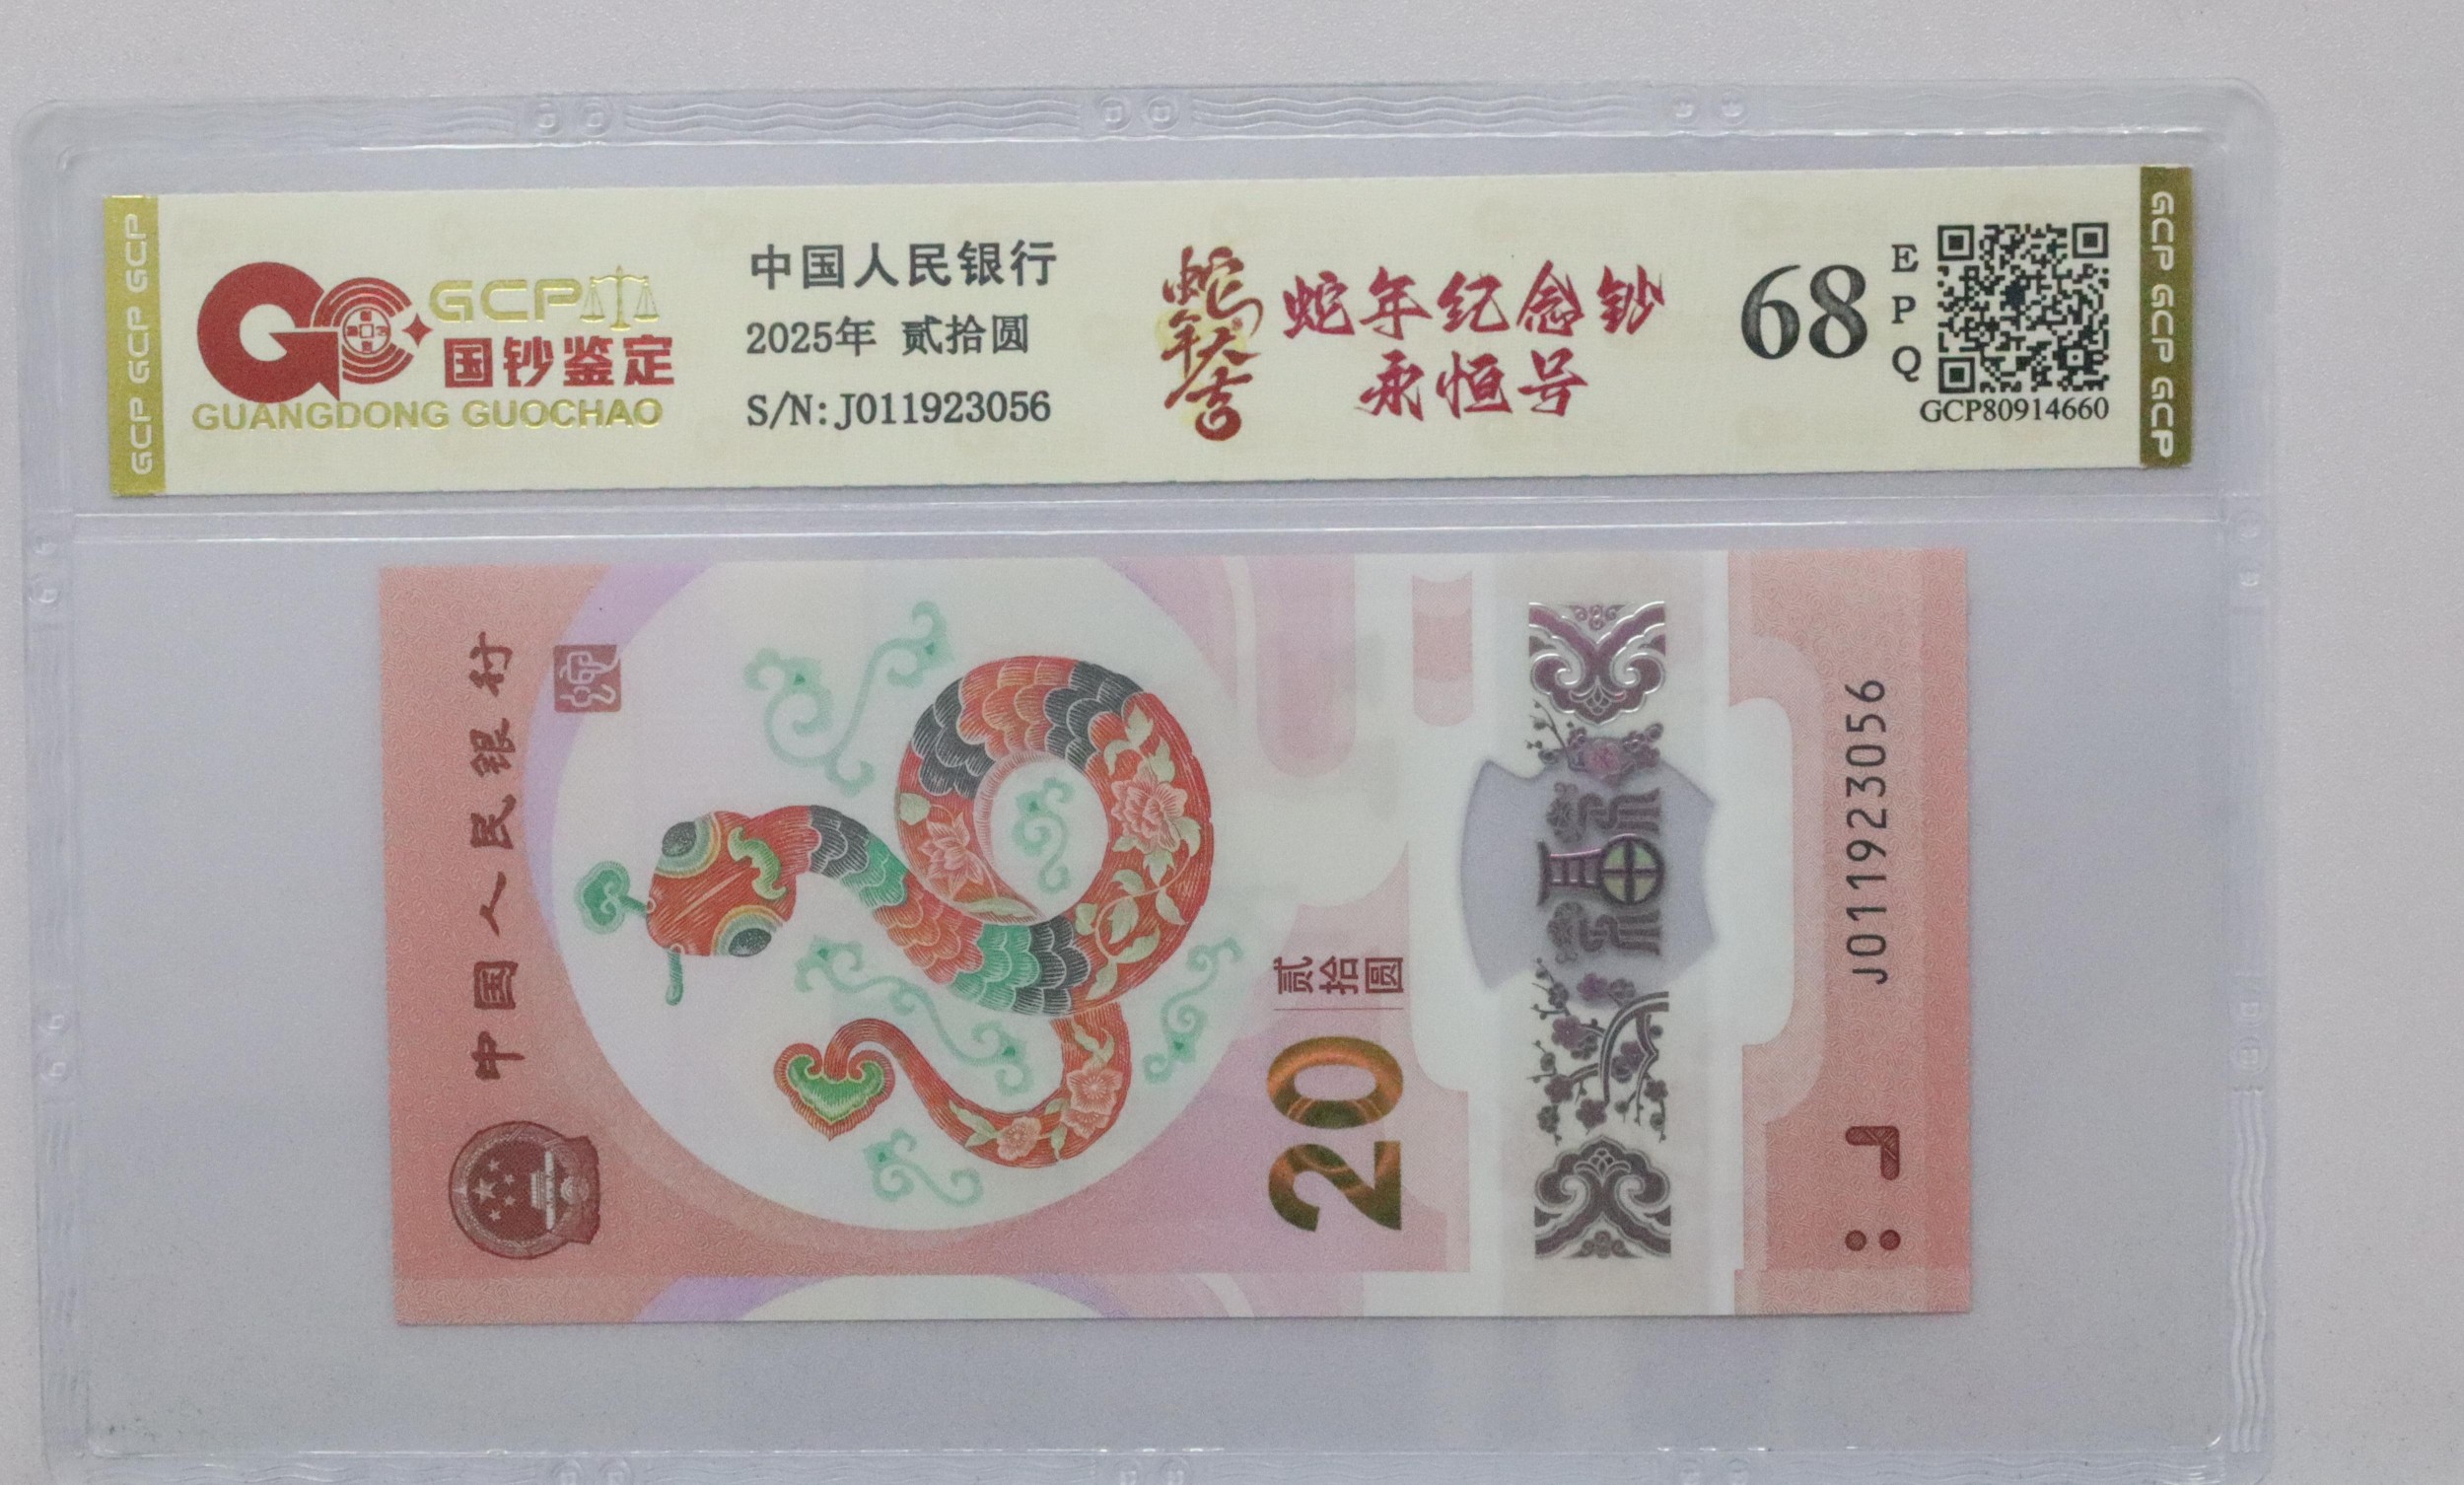 GCP GCP GCP
GCP
国钞鉴定
GUANGDONG GUOCHAO
中国人民银行
2025年 贰拾圆
S/N:J011923056
蛇年大吉
蛇年纪念钞
永恒号
68
EPQ
GCP80914660
GCP GCP GCP
中国人民银行
20
贰拾圆
福
J011923056